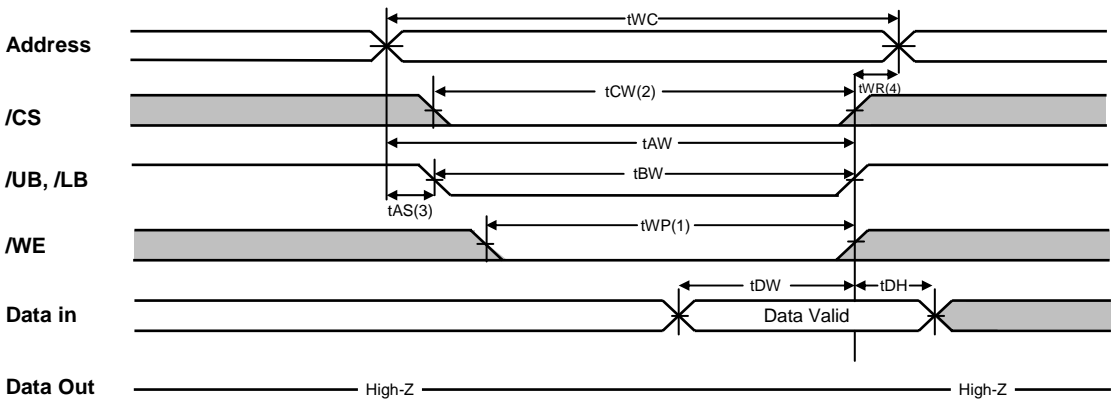 tWC
Address
tCW(2)
tWR(4)
/CS
tAW
/UB, /LB
tBW
tAS(3)
/WE
tWP(1)
tDW
tDH
Data in
Data Valid
Data Out
High-Z
High-Z